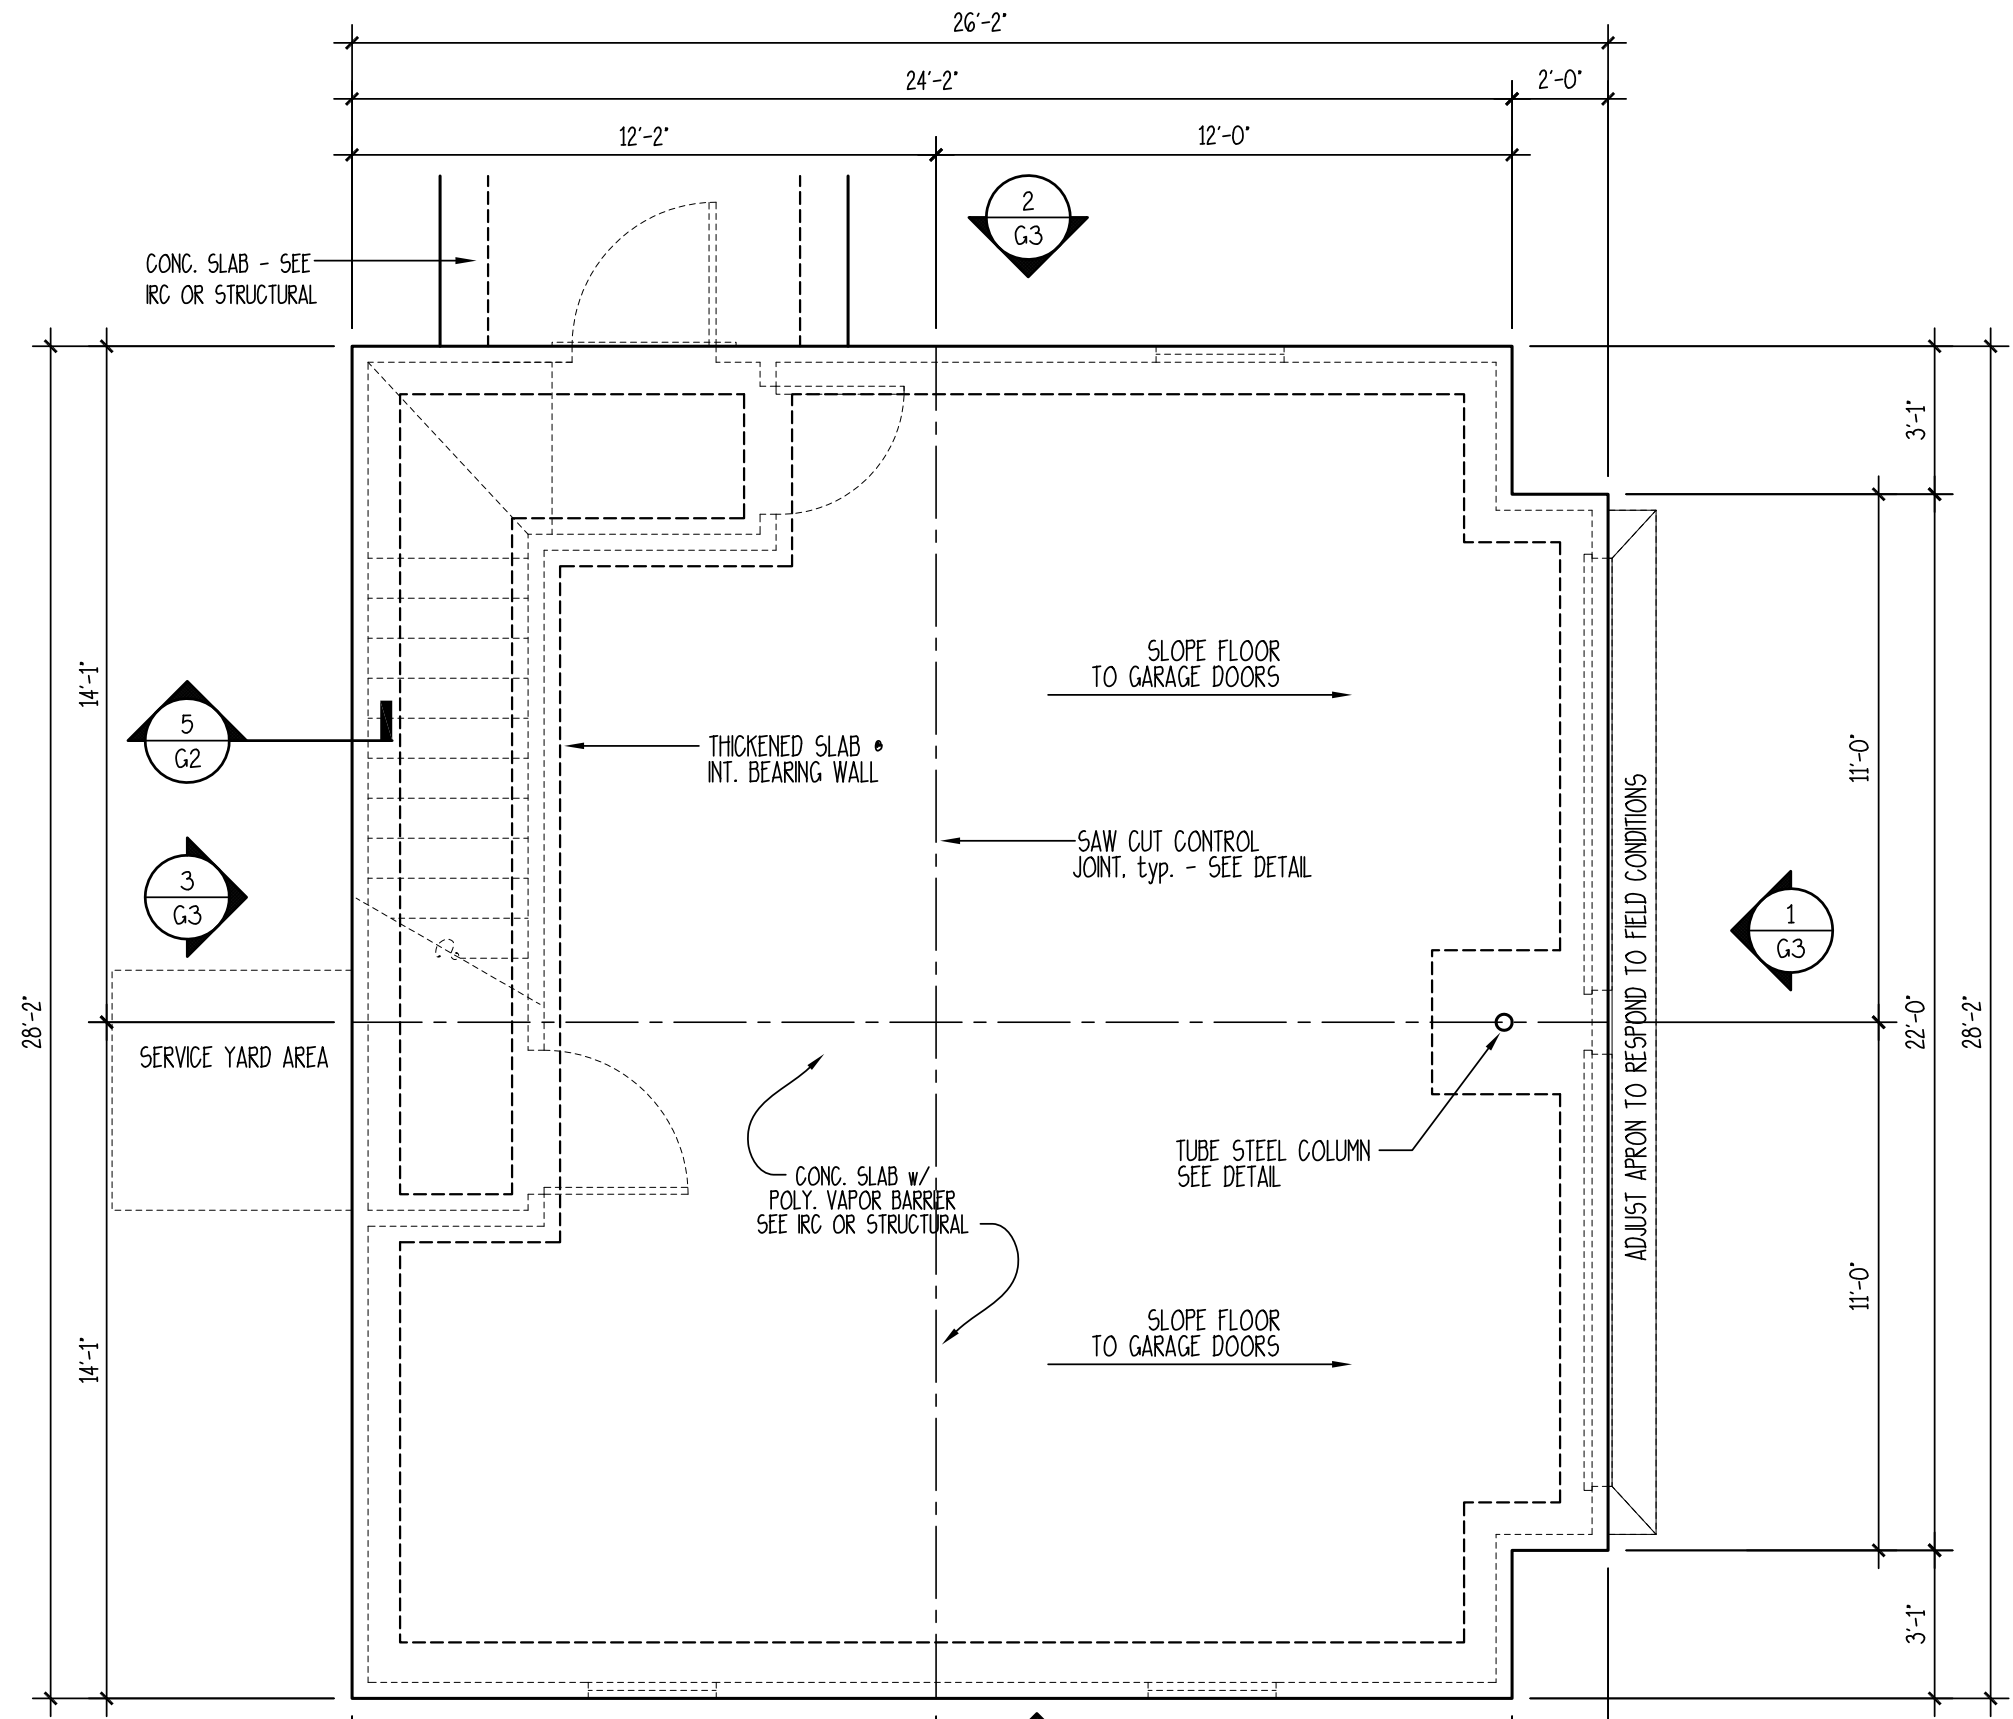 26'-2"
24'-2"
2'-0"
12'-2"
12'-0"
2
G3
CONC. SLAB - SEE
IRC OR STRUCTURAL
3'-1"
SLOPE FLOOR
TO GARAGE DOORS
14'-1"
5
G2
THICKENED SLAB @
INT. BEARING WALL
11'-0"
SAW CUT CONTROL
JOINT, typ. - SEE DETAIL
ADJUST APRON TO RESPOND TO FIELD CONDITIONS
3
G3
1
G3
28'-2"
22'-0"
28'-2"
SERVICE YARD AREA
TUBE STEEL COLUMN
SEE DETAIL
CONC. SLAB w/
POLY. VAPOR BARRIER
SEE IRC OR STRUCTURAL
11'-0"
SLOPE FLOOR
TO GARAGE DOORS
14'-1"
3'-1"